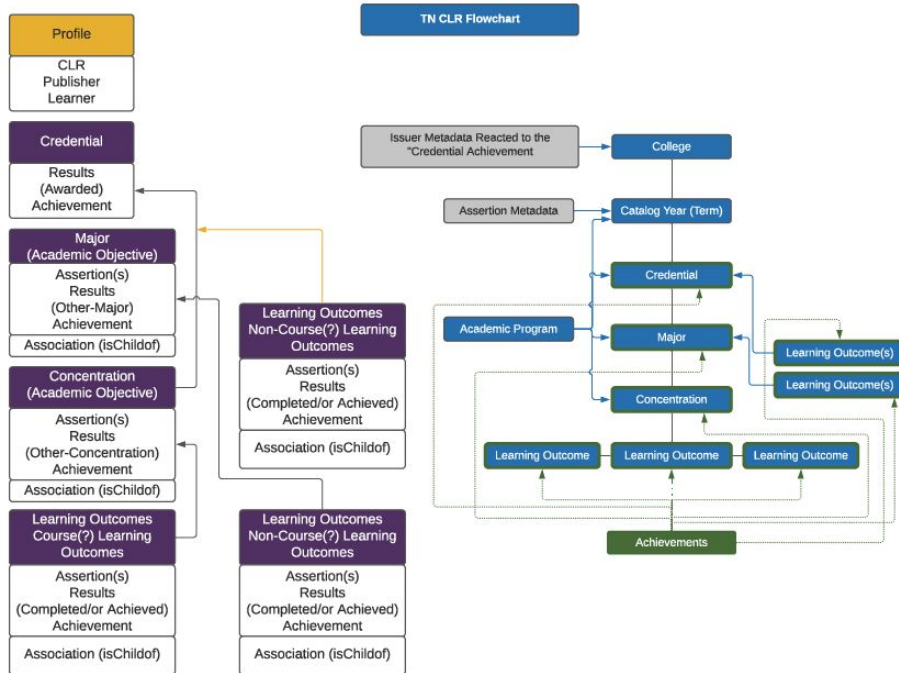 Profile
CLR
Publisher
Learner
Credential
Results
(Awarded)
Achievement
Major
(Academic Objective)
Assertion(s)
Results
(Other-Major)
Achievement
Association (isChildof)
Concentration
(Academic Objective)
Assertion(s)
Results
(Other-Concentration)
Achievement
Association (isChildof)
Learning Outcomes
Course(?) Learning
Outcomes
Assertion(s)
Results
(Completed/or Achieved)
Achievement
Association (isChildof)
Learning Outcomes
Non-Course(?) Learning
Outcomes
Assertion(s)
Results
(Completed/or Achieved)
Achievement
Association (isChildof)
Learning Outcomes
Non-Course(?) Learning
Outcomes
Assertion(s)
Results
(Completed/or Achieved)
Achievement
Association (isChildof)
TN CLR Flowchart
Issuer Metadata Reacted to the
"Credential Achievement
College
Assertion Metadata
Catalog Year (Term)
Credential
Academic Program
Major
Learning Outcome(s)
Learning Outcome(s)
Concentration
Learning Outcome
Learning Outcome
Learning Outcome
Achievements